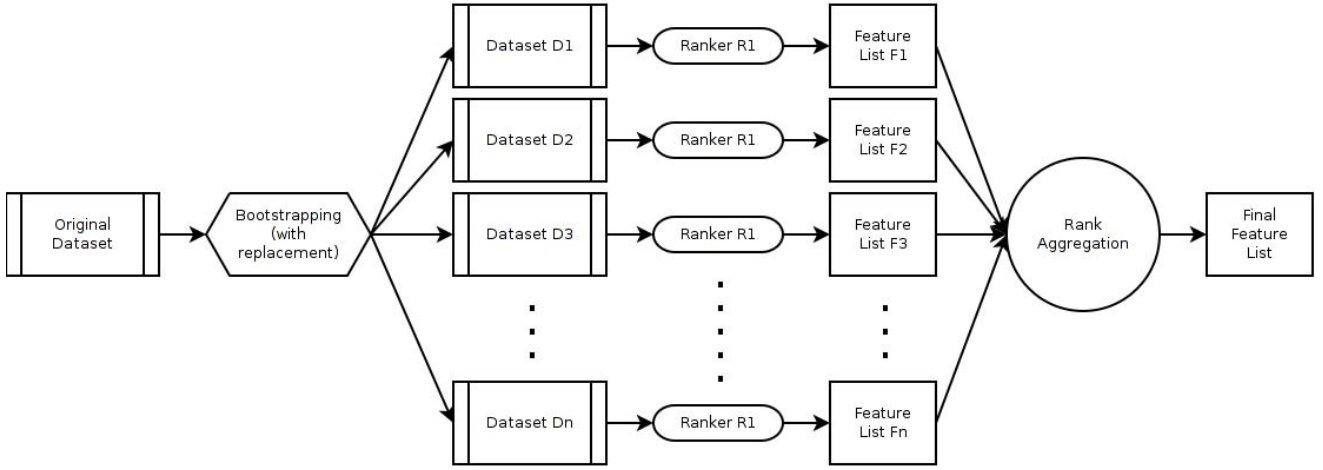 Dataset D1
Ranker R1
Feature
List F1
Dataset D2
Ranker R1
Feature
List F2
Original
Dataset
Bootstrapping
(with
replacement)
Dataset D3
Ranker R1
Feature
List F3
Rank
Aggregation
Final
Feature
List
Dataset Dn
Ranker R1
Feature
List Fn